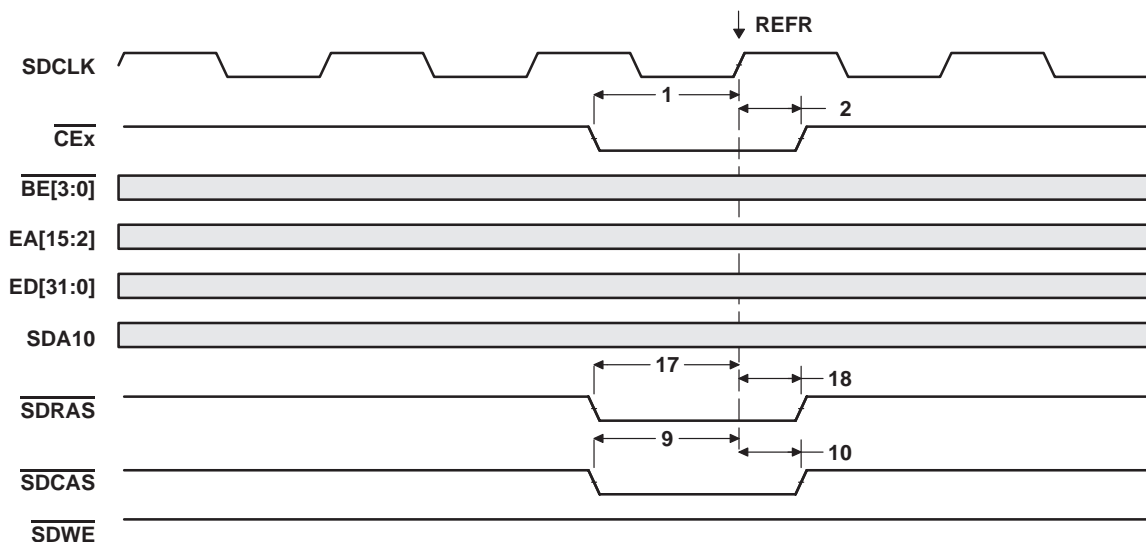 REFR
SDCLK
1
2
CEx
BE[3:0]
EA[15:2]
ED[31:0]
SDA10
17
18
SDRAS
9
10
SDCAS
SDWE